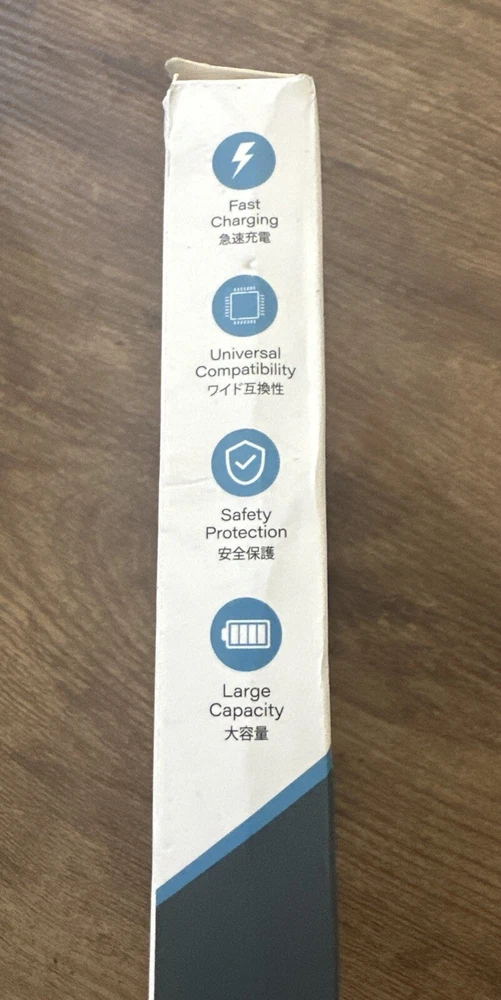 Fast
Charging
急速充電
Universal
Compatibility
ワイド互換性
Safety
Protection
安全保護
Large
Capacity
大容量